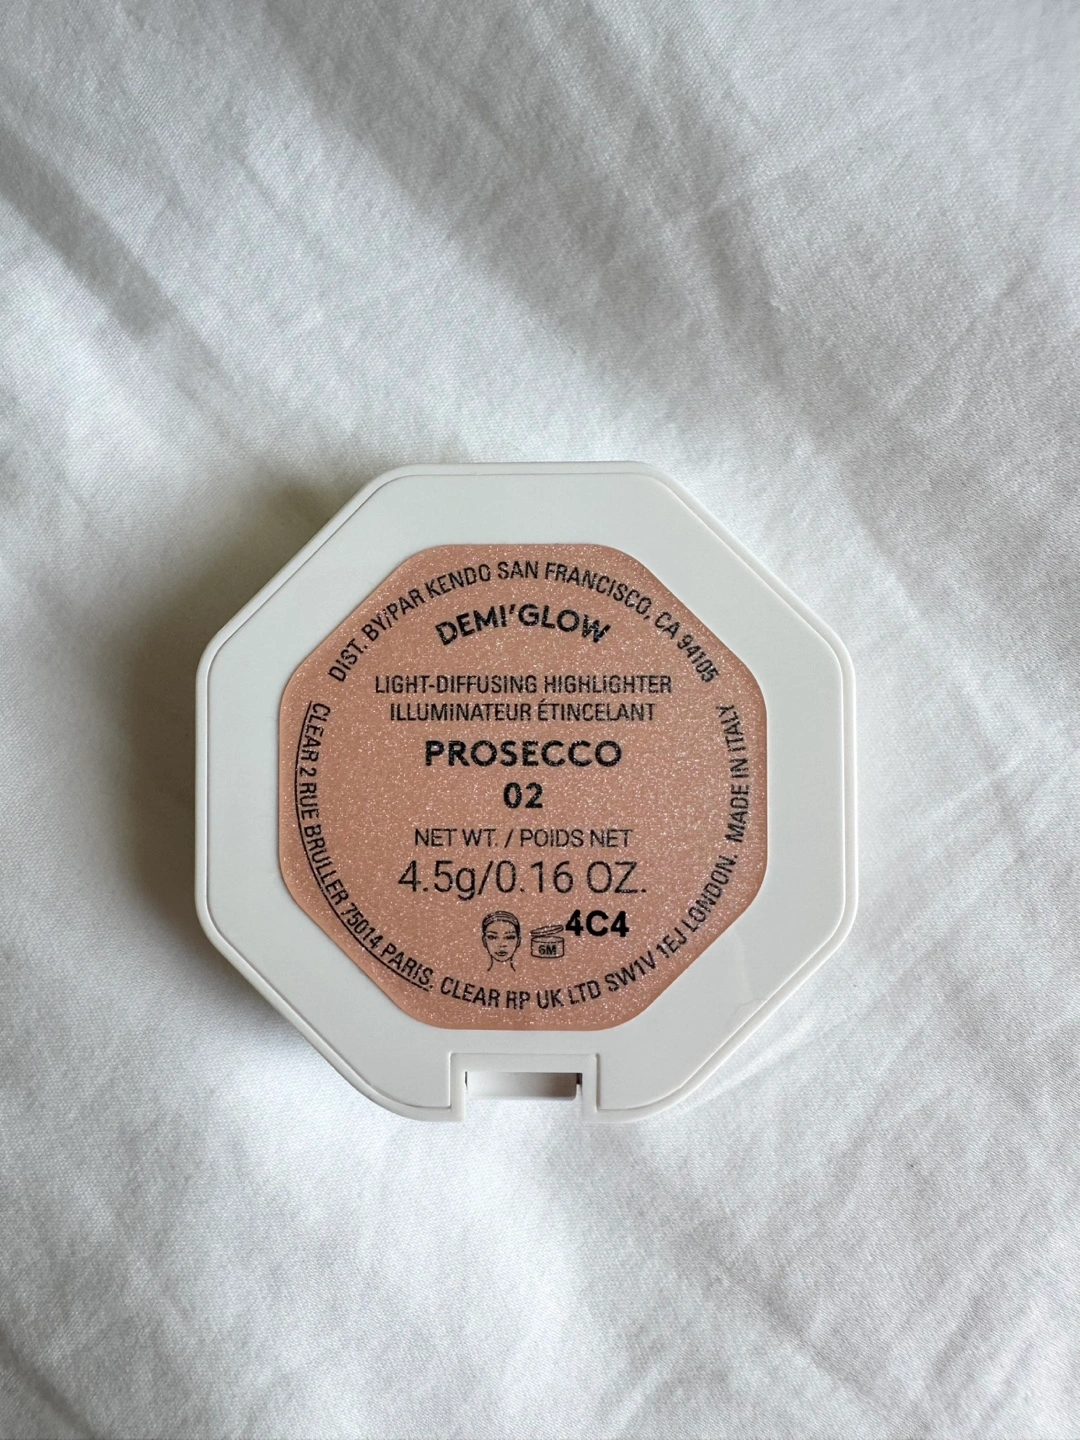 DIST. BY/PAR KENDO SAN FRANCISCO, CA 94105
DEMI'GLOW
LIGHT-DIFFUSING HIGHLIGHTER
ILLUMINATEUR ÉTINCELANT
PROSECCO
02
NET WT. / POIDS NET
4.5g/0.16 OZ.
6M
4C4
CLEAR 2 RUE BRULLER 75014 PARIS. CLEAR RP UK LTD SW1V 1EJ LONDON. MADE IN ITALY